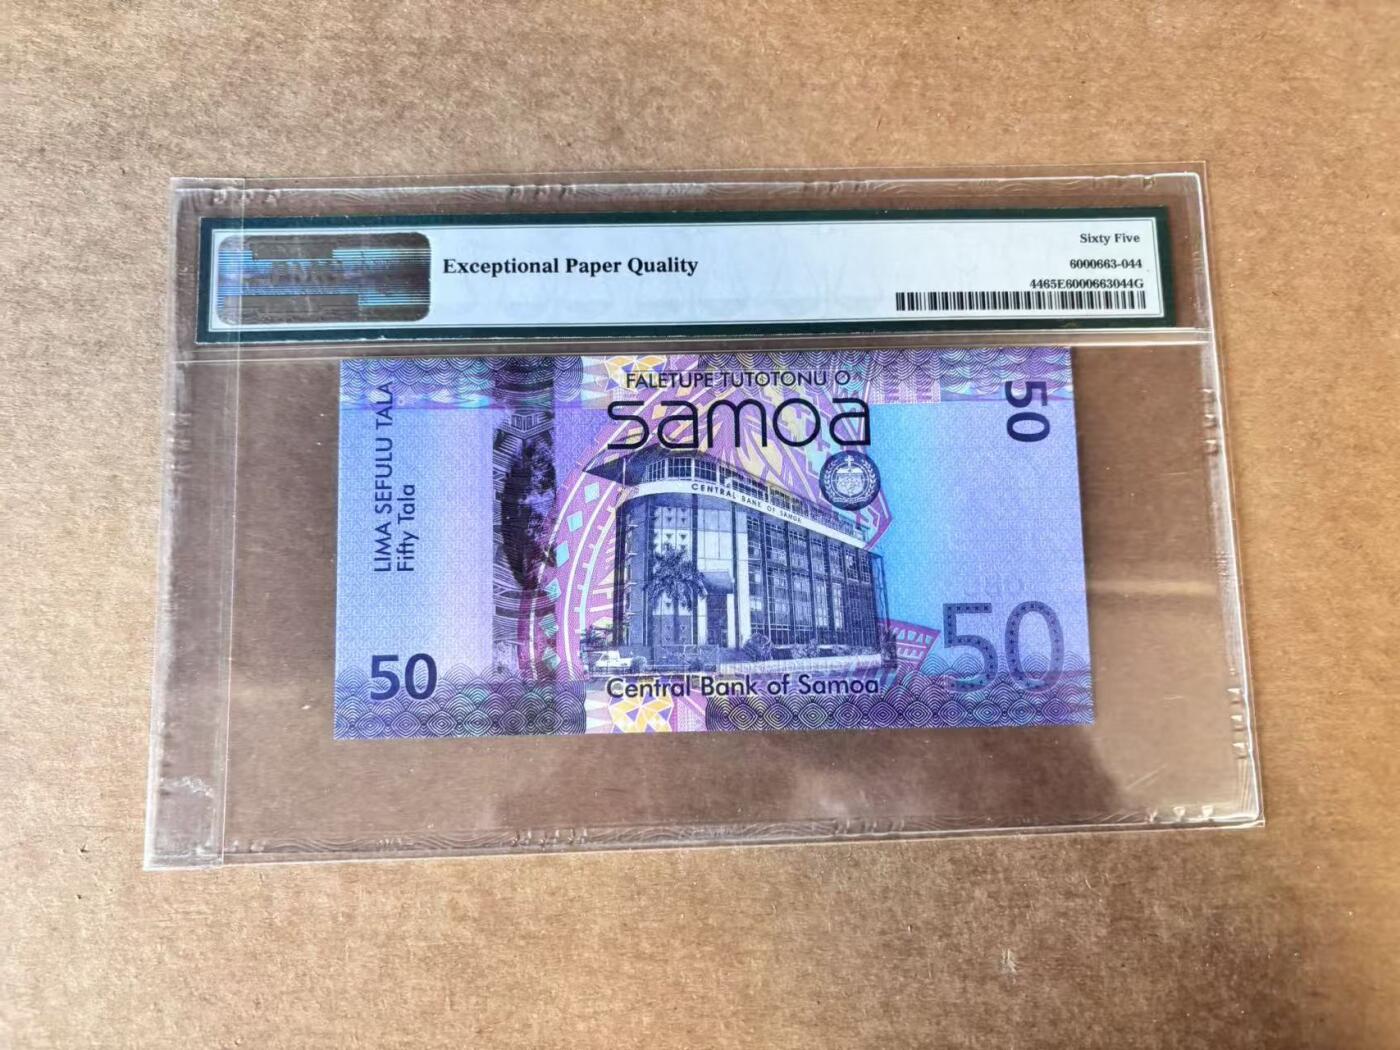 Exceptional Paper Quality
Sixty Five
6000663-044
4465E6000663044G
FALETUPE TUTOTONU O
samoa
50
LIMA SEFULU TALA
Fifty Tala
CENTRAL BANK OF SAMOA
50
50
Central Bank of Samoa